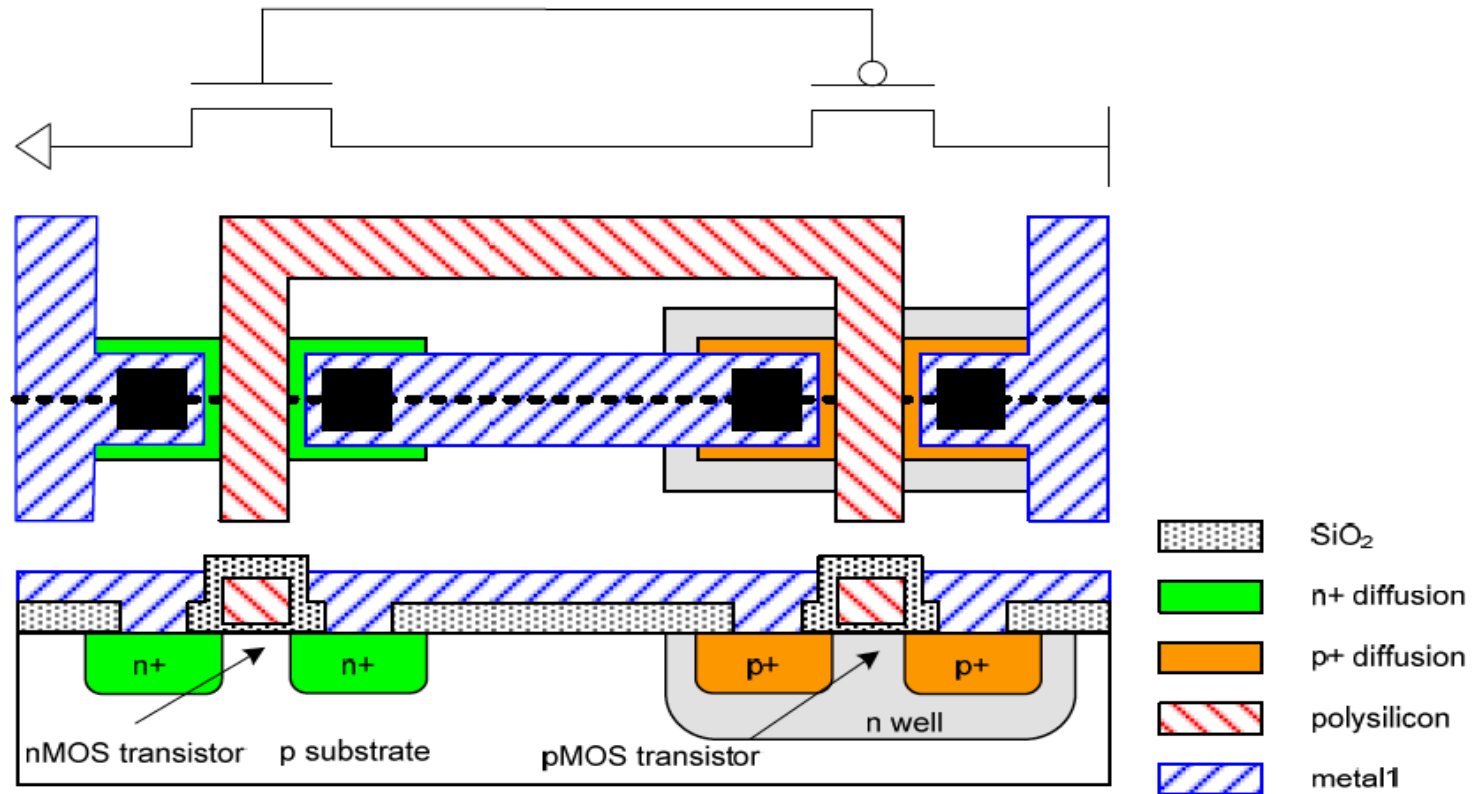 SiO₂
n+ diffusion
p+ diffusion
polysilicon
metal1
n+
n+
p+
p+
n well
nMOS transistor
p substrate
pMOS transistor